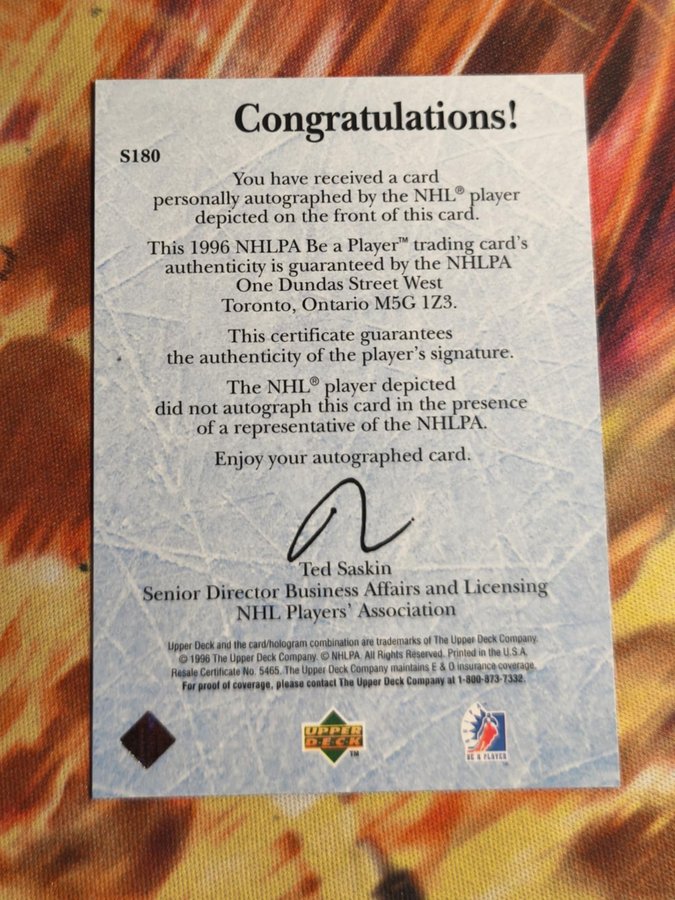 Congratulations!
S180
You have received a card
personally autographed by the NHL® player
depicted on the front of this card.
This 1996 NHLPA Be a Player™ trading card's
authenticity is guaranteed by the NHLPA
One Dundas Street West
Toronto, Ontario M5G 1Z3.
This certificate guarantees
the authenticity of the player's signature.
The NHL® player depicted
did not autograph this card in the presence
of a representative of the NHLPA.
Enjoy your autographed card.
Ted Saskin
Senior Director Business Affairs and Licensing
NHL Players' Association
Upper Deck and the card/hologram combination are trademarks of The Upper Deck Company.
© 1996 The Upper Deck Company. © NHLPA. All Rights Reserved. Printed in the U.S.A.
Resale Certificate No. 5465. The Upper Deck Company maintains E & O insurance coverage.
For proof of coverage, please contact The Upper Deck Company at 1-800-873-7332.
UPPER
DECK
TM
BE A PLAYER